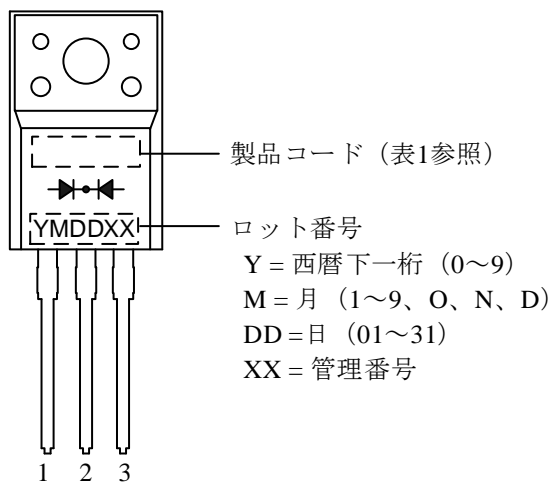 製品コード（表1参照）
YMDDXX
ロット番号
Y = 西暦下一桁（0～9）
M = 月（1～9、O、N、D）
DD =日（01～31）
XX = 管理番号
1 2 3